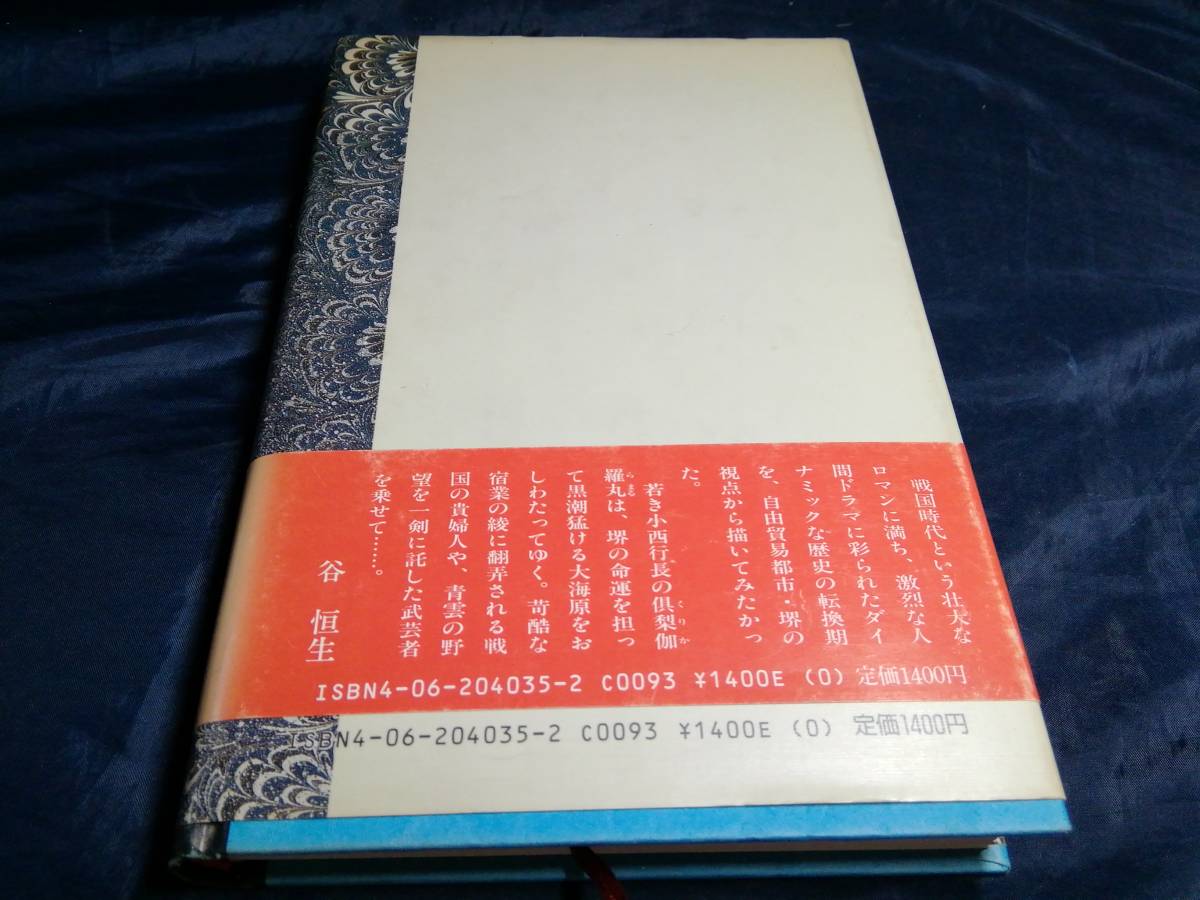 戦国時代という壮大な
ロマンに満ち、激烈な人
間ドラマに彩られたダイ
ナミックな歴史の転換期
を、自由貿易都市・堺の
視点から描いてみたかっ
た。
若き小西行長の倶梨伽
羅丸は、堺の命運を担っ
て黒潮猛ける大海原をお
しわたってゆく。苛酷な
宿業の綾に翻弄される戦
国の貴婦人や、青雲の野
望を一剣に託した武芸者
を乗せて……。
谷 恒生
ISBN4-06-204035-2 C0093 ¥1400E (0) 定価1400円
ISBN4-06-204035-2 C0093 ¥1400E (0) 定価1400円